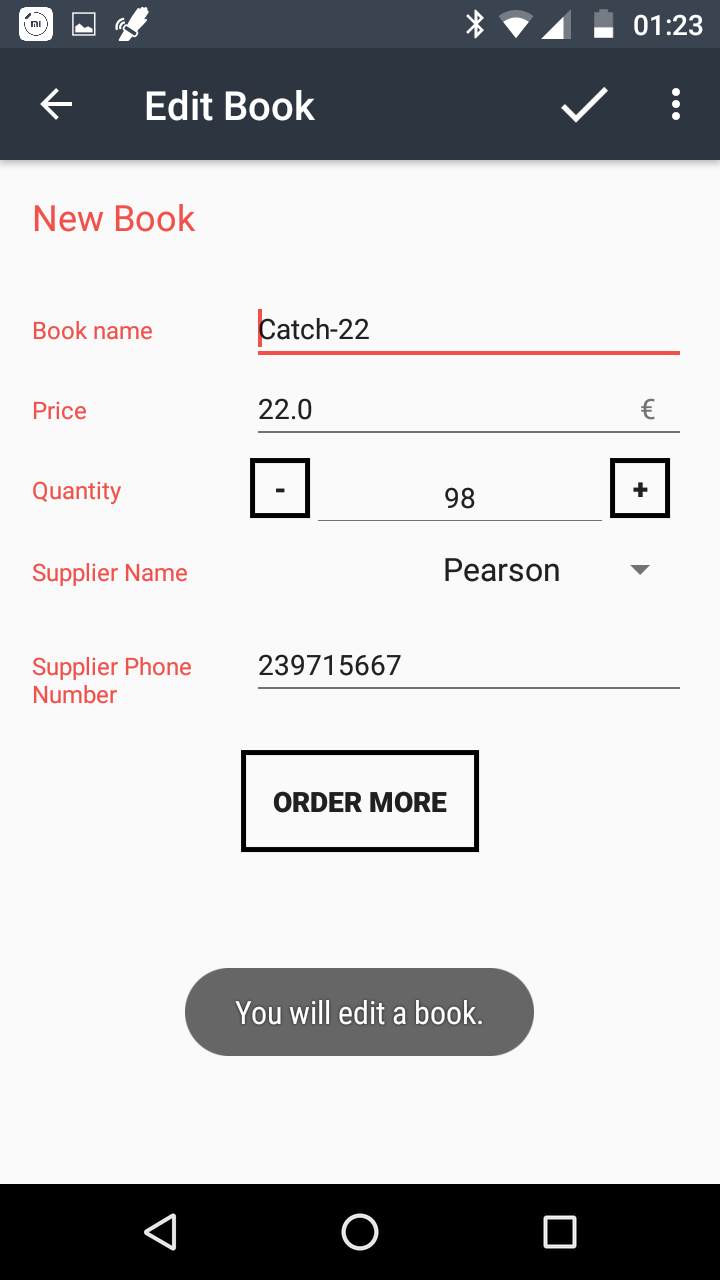 mi
01:23
Edit Book
New Book
Book name Catch-22
Price 22.0 €
Quantity - 98 +
Supplier Name Pearson
Supplier Phone 239715667
Number
ORDER MORE
You will edit a book.